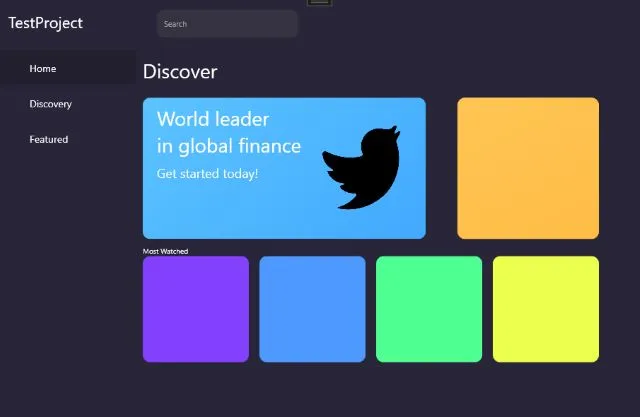 TestProject
Search
Home
Discovery
Featured
Discover
World leader
in global finance
Get started today!
Most Watched